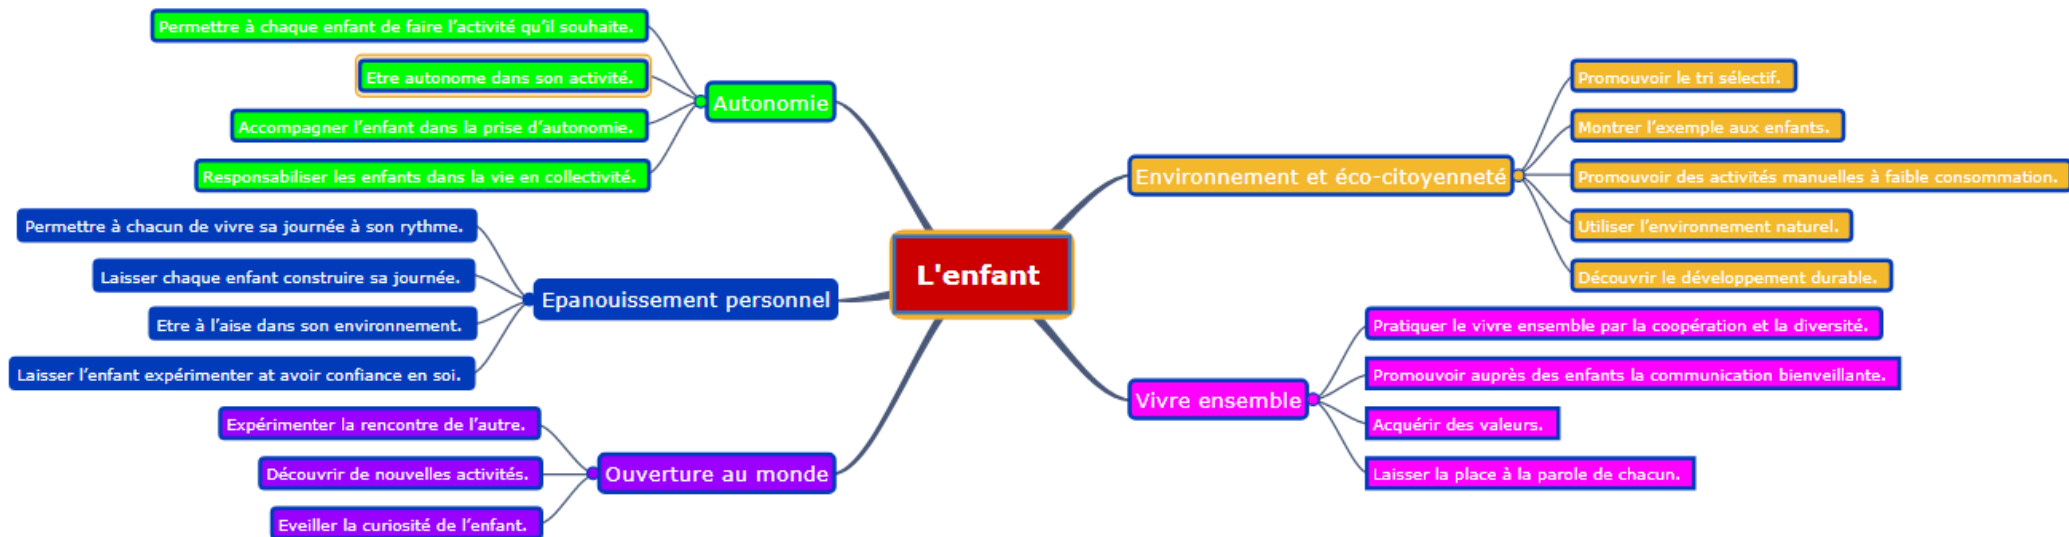 Permettre à chaque enfant de faire l’activité qu’il souhaite.
Etre autonome dans son activité.
Accompagner l’enfant dans la prise d’autonomie.
Responsabiliser les enfants dans la vie en collectivité.
Autonomie
Permettre à chacun de vivre sa journée à son rythme.
Laisser chaque enfant construire sa journée.
Etre à l’aise dans son environnement.
Laisser l’enfant expérimenter at avoir confiance en soi.
Epanouissement personnel
Expérimenter la rencontre de l’autre.
Découvrir de nouvelles activités.
Eveiller la curiosité de l’enfant.
Ouverture au monde
L'enfant
Environnement et éco-citoyenneté
Promouvoir le tri sélectif.
Montrer l’exemple aux enfants.
Promouvoir des activités manuelles à faible consommation.
Utiliser l’environnement naturel.
Découvrir le développement durable.
Vivre ensemble
Pratiquer le vivre ensemble par la coopération et la diversité.
Promouvoir auprès des enfants la communication bienveillante.
Acquérir des valeurs.
Laisser la place à la parole de chacun.